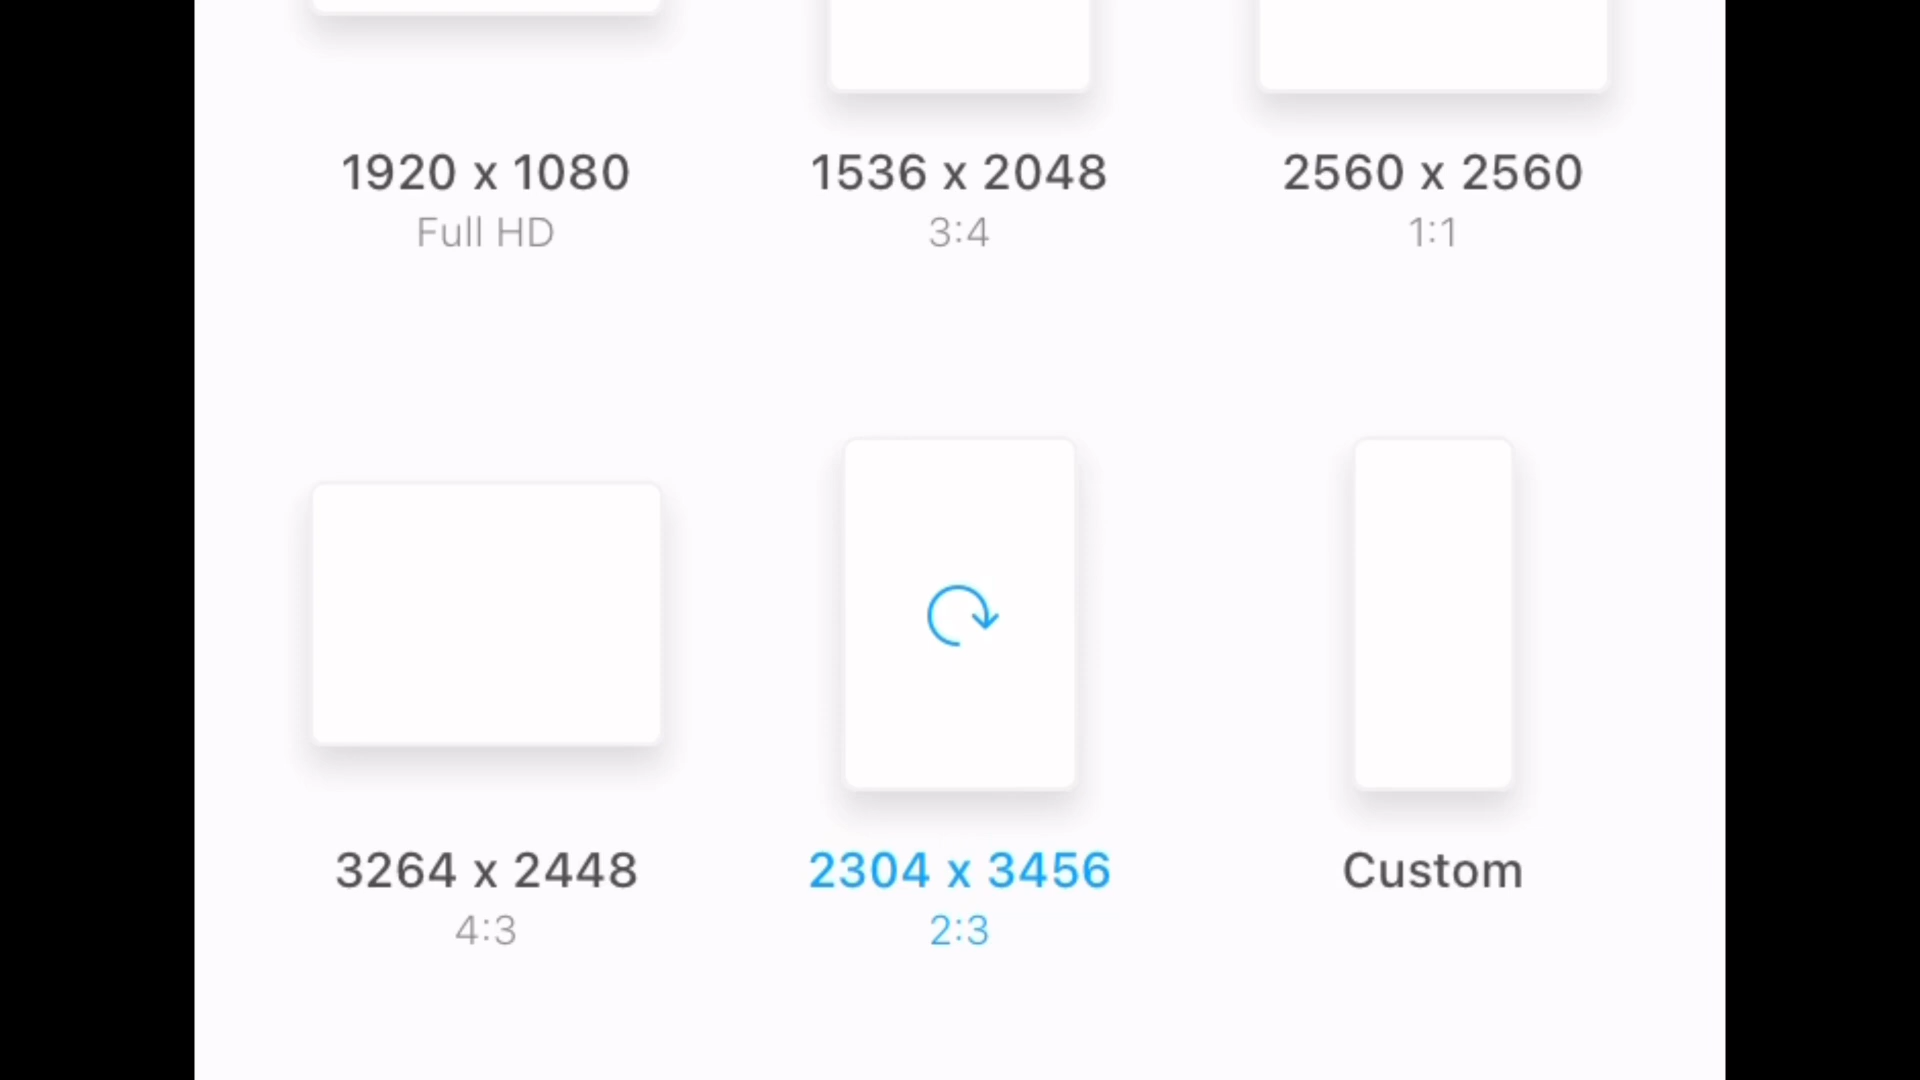 1920 x 1080
Full HD
1536 x 2048
3:4
2560 x 2560
1:1
3264 x 2448
4:3
2304 x 3456
2:3
Custom